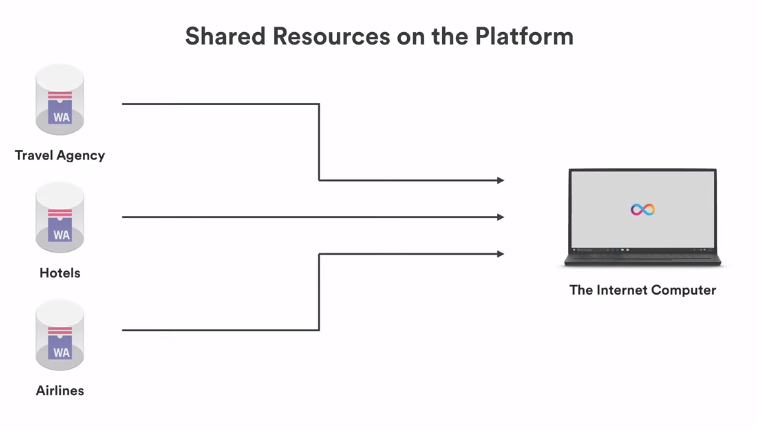 Shared Resources on the Platform
WA
Travel Agency
WA
Hotels
WA
Airlines
The Internet Computer